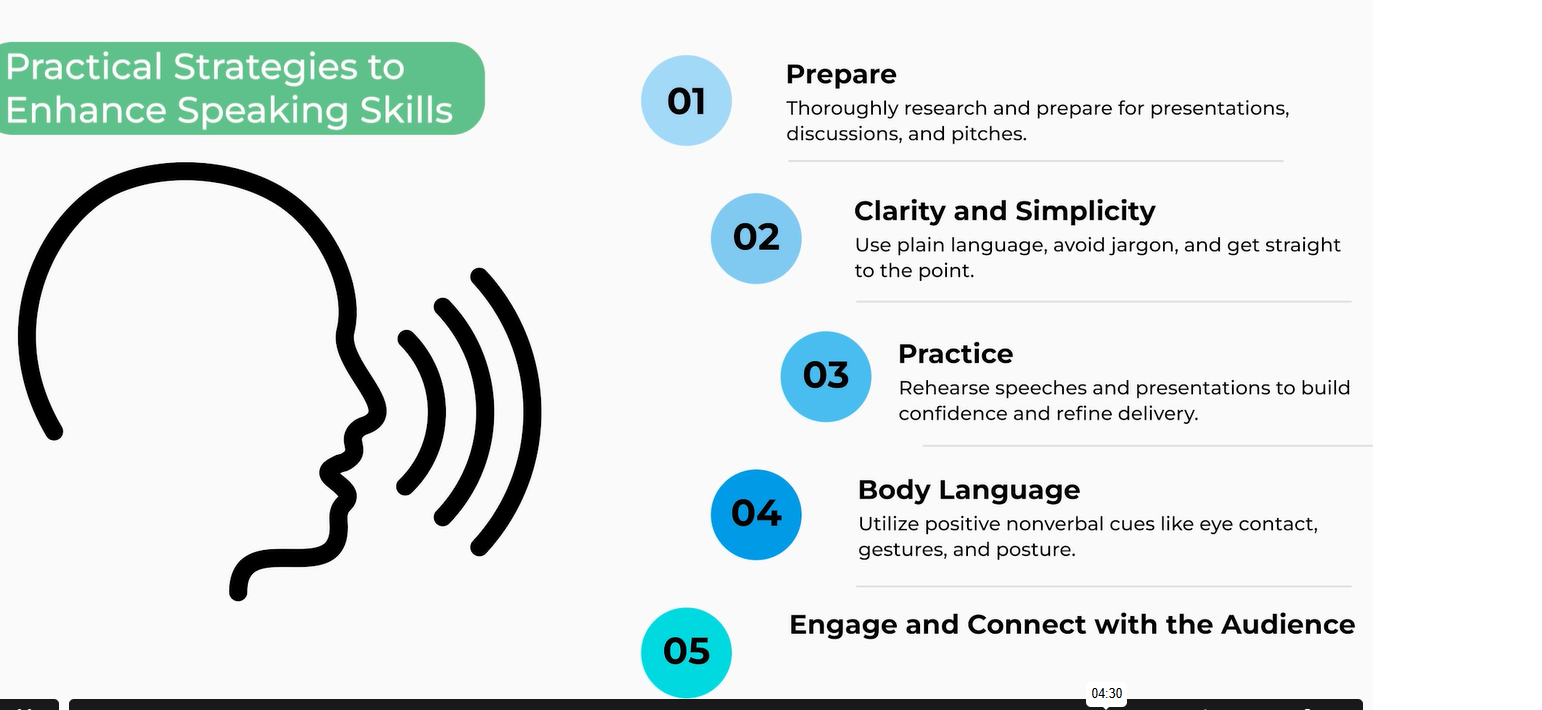 Practical Strategies to
Enhance Speaking Skills
01
Prepare
Thoroughly research and prepare for presentations,
discussions, and pitches.
02
Clarity and Simplicity
Use plain language, avoid jargon, and get straight
to the point.
03
Practice
Rehearse speeches and presentations to build
confidence and refine delivery.
04
Body Language
Utilize positive nonverbal cues like eye contact,
gestures, and posture.
05
Engage and Connect with the Audience
04:30